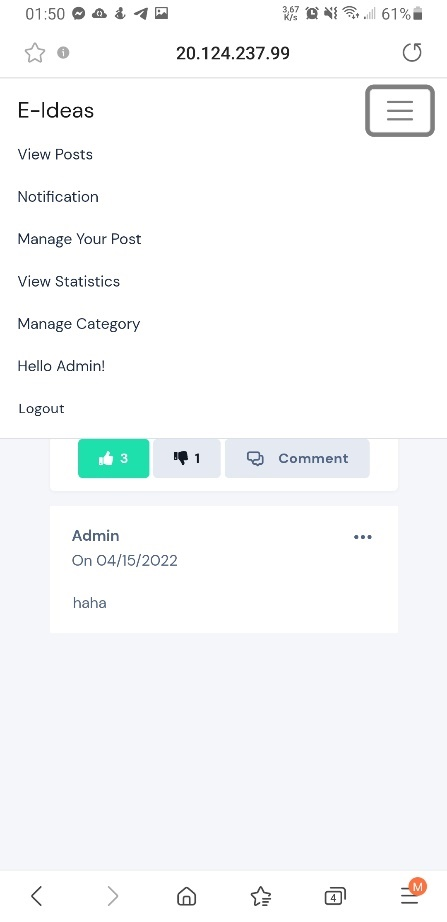 01:50 3,67 K/s 61%
20.124.237.99
E-Ideas
View Posts
Notification
Manage Your Post
View Statistics
Manage Category
Hello Admin!
Logout
3 1 Comment
Admin
On 04/15/2022
haha
4 M